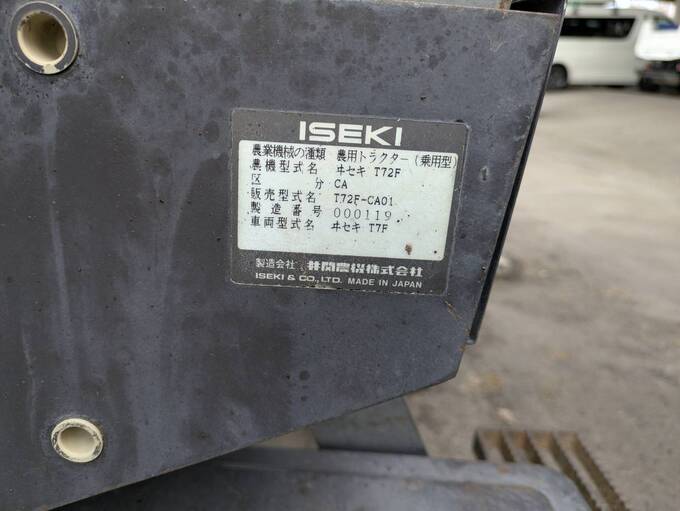 ISEKI
農業機械の種類 農用トラクター(乗用型)
農機型式名 ヰセキ T72F
区分 CA
販売型式名 T72F-CA01
製造番号 000119
車両型式名 ヰセキ T7F
製造会社 井関農机株式会社
ISEKI & CO., LTD. MADE IN JAPAN